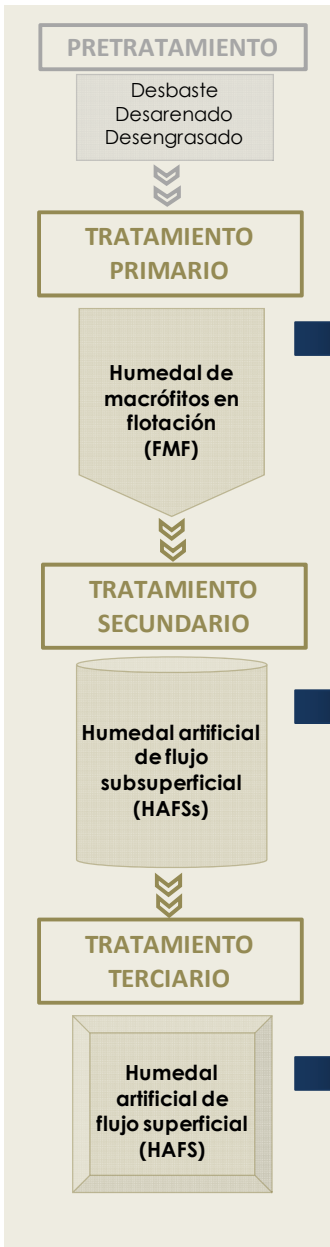 PRETRATAMIENTO
Desbaste
Desarenado
Desengrasado
TRATAMIENTO
PRIMARIO
Humedal de
macrófitos en
flotación
(FMF)
TRATAMIENTO
SECUNDARIO
Humedal artificial
de flujo
subsuperficial
(HAFSs)
TRATAMIENTO
TERCIARIO
Humedal
artificial de
flujo superficial
(HAFS)